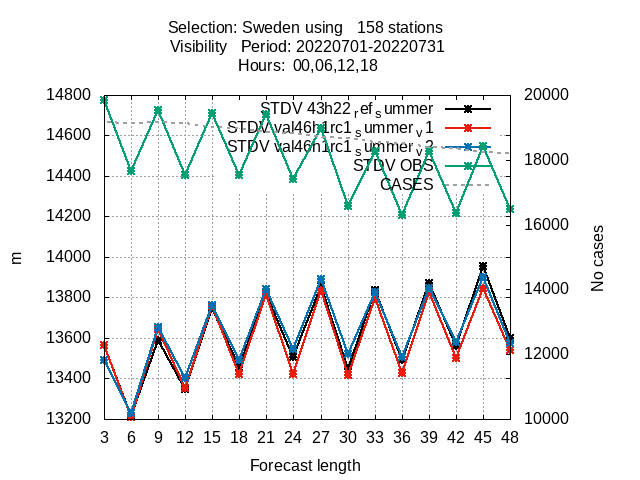 Selection: Sweden using   158 stations
Visibility   Period: 20220701-20220731
Hours:  00,06,12,18
14800
14600
14400
14200
14000
13800
13600
13400
13200
20000
18000
16000
14000
12000
10000
m
No cases
STDV 43h22_ref_summer
STDV val46h1rc1_summer_v1
STDV val46h1rc1_summer_v2
STDV OBS
CASES
3 6 9 12 15 18 21 24 27 30 33 36 39 42 45 48
Forecast length